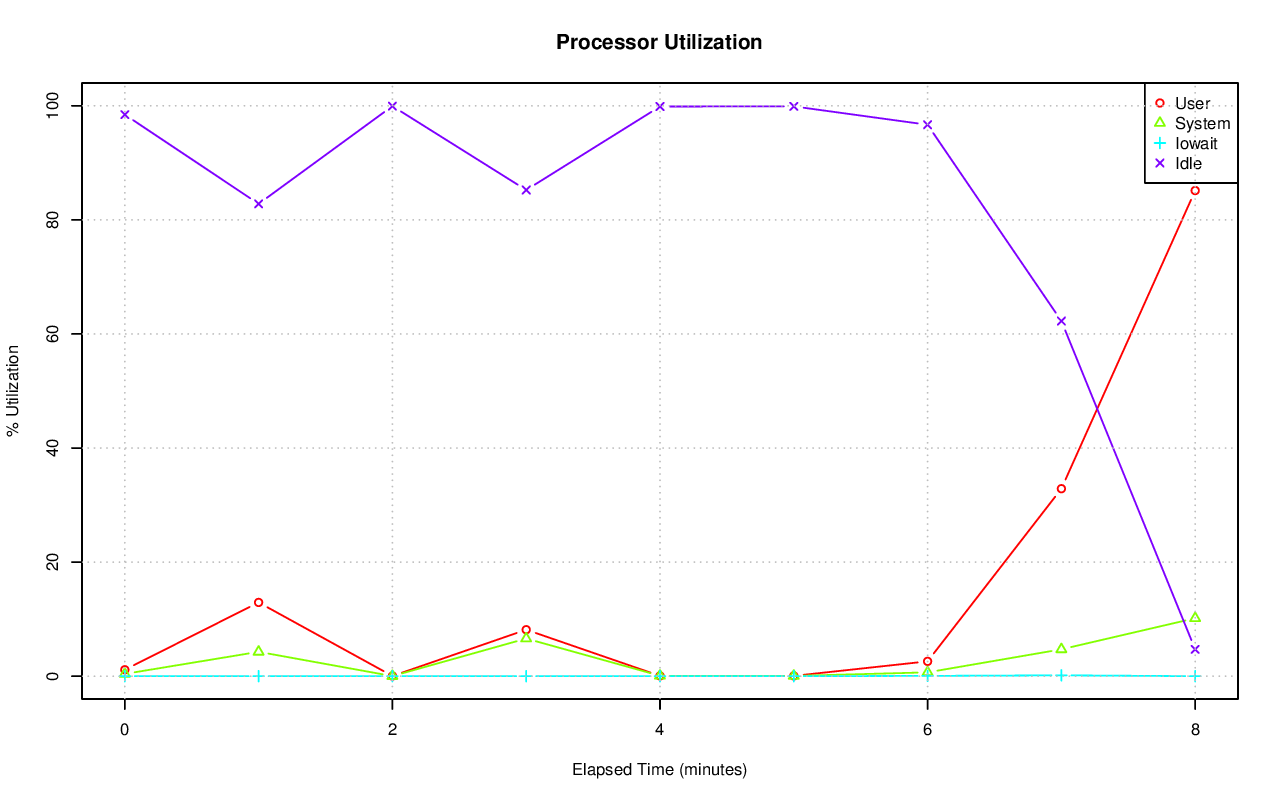 Processor Utilization
User
System
Iowait
Idle
100
80
60
40
20
0
% Utilization
0 2 4 6 8
Elapsed Time (minutes)